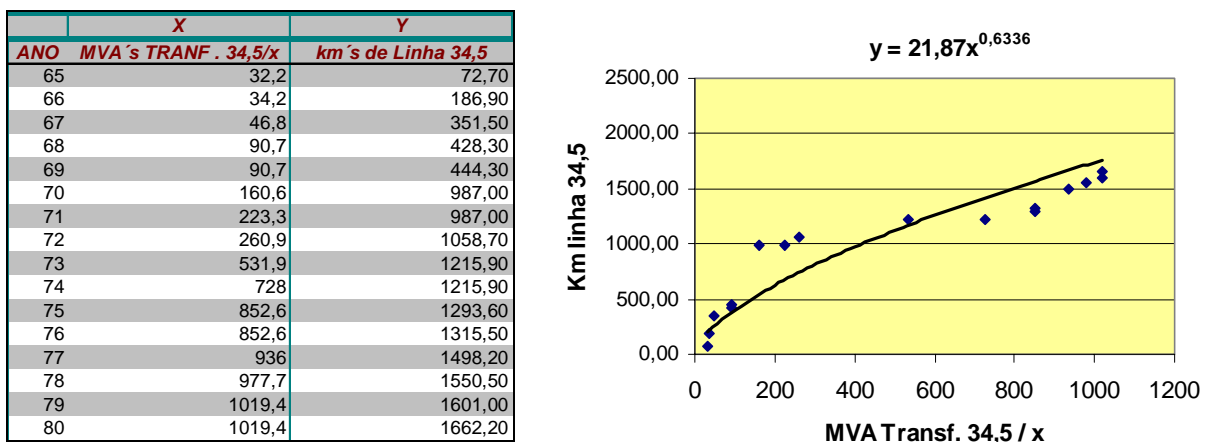 X Y
ANO MVA´s TRANF . 34,5/x km´s de Linha 34,5
65 32,2 72,70
66 34,2 186,90
67 46,8 351,50
68 90,7 428,30
69 90,7 444,30
70 160,6 987,00
71 223,3 987,00
72 260,9 1058,70
73 531,9 1215,90
74 728 1215,90
75 852,6 1293,60
76 852,6 1315,50
77 936 1498,20
78 977,7 1550,50
79 1019,4 1601,00
80 1019,4 1662,20
y = 21,87x^0,6336
Km linha 34,5
2500,00
2000,00
1500,00
1000,00
500,00
0,00
0 200 400 600 800 1000 1200
MVA Transf. 34,5 / x